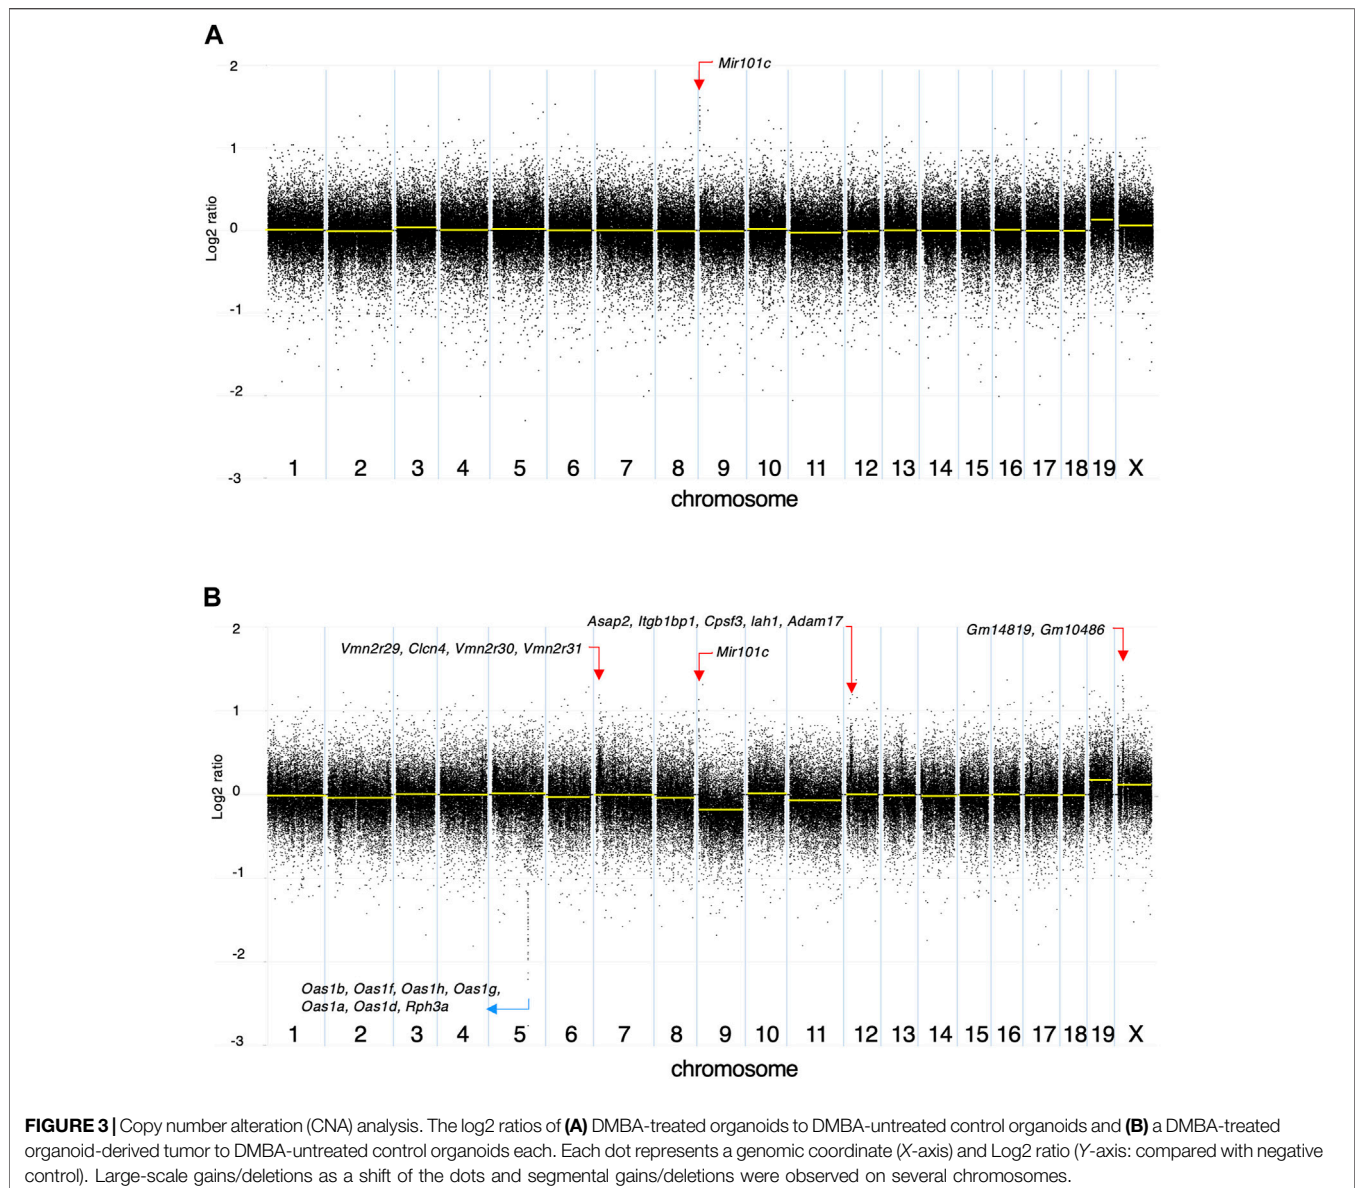 A
2
Mir101c
1
Log2 ratio
0
-1
-2
1 2 3 4 5 6 7 8 9 10 11 12 13 14 15 16 17 18 19 X
-3
chromosome
B
Asap2, Itgb1bp1, Cpsf3, Iah1, Adam17
2
Gm14819, Gm10486
Vmn2r29, Clcn4, Vmn2r30, Vmn2r31
Mir101c
1
Log2 ratio
0
-1
-2
Oas1b, Oas1f, Oas1h, Oas1g,
Oas1a, Oas1d, Rph3a
1 2 3 4 5 6 7 8 9 10 11 12 13 14 15 16 17 18 19 X
-3
chromosome
FIGURE 3 | Copy number alteration (CNA) analysis. The log2 ratios of (A) DMBA-treated organoids to DMBA-untreated control organoids and (B) a DMBA-treated
organoid-derived tumor to DMBA-untreated control organoids each. Each dot represents a genomic coordinate (X-axis) and Log2 ratio (Y-axis: compared with negative
control). Large-scale gains/deletions as a shift of the dots and segmental gains/deletions were observed on several chromosomes.